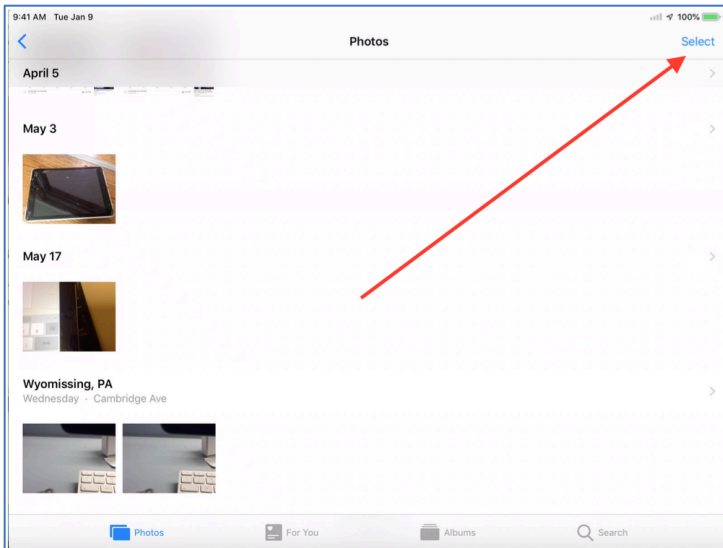 9:41 AM Tue Jan 9
100%
Photos
Select
April 5
May 3
May 17
Wyomissing, PA
Wednesday · Cambridge Ave
Photos
For You
Albums
Search